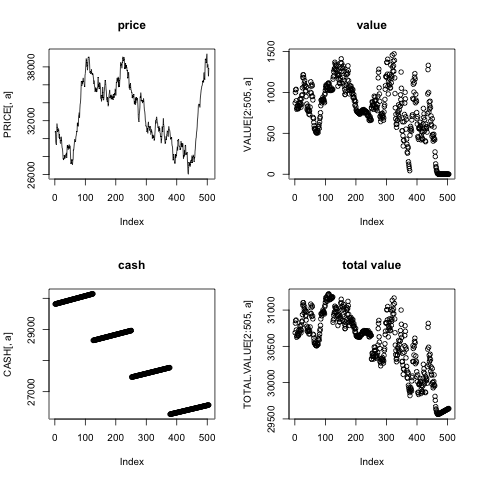 price
PRICE[, a]
26000 32000 38000
0 100 200 300 400 500
Index
value
VALUE[2:505, a]
0 500 1000 1500
0 100 200 300 400 500
Index
cash
CASH[, a]
27000 29000
0 100 200 300 400 500
Index
total value
TOTAL.VALUE[2:505, a]
29500 30000 30500 31000
0 100 200 300 400 500
Index